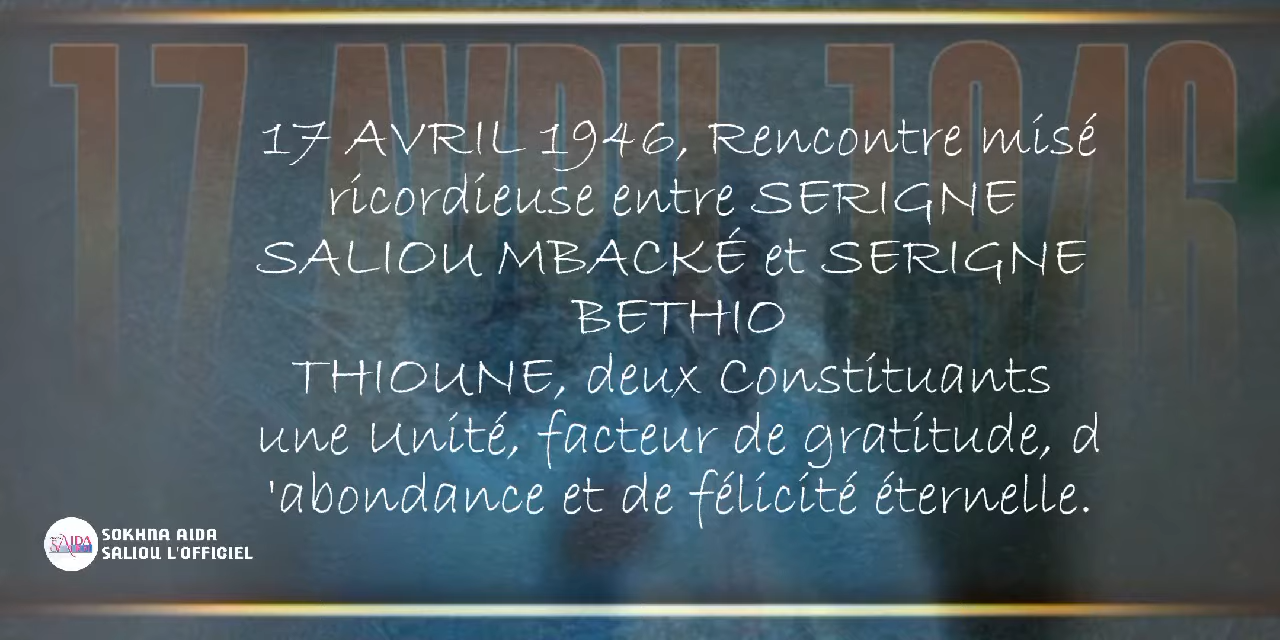 17 AVRIL 1946
17 AVRIL 1946, Rencontre misé
ricordieuse entre SERIGNE
SALIOU MBACKÉ et SERIGNE
BETHIO
THIOUNE, deux Constituants
une Unité, facteur de gratitude, d
'abondance et de félicité éternelle.
AIDA
SOKHNA AIDA
SALIOU L'OFFICIEL